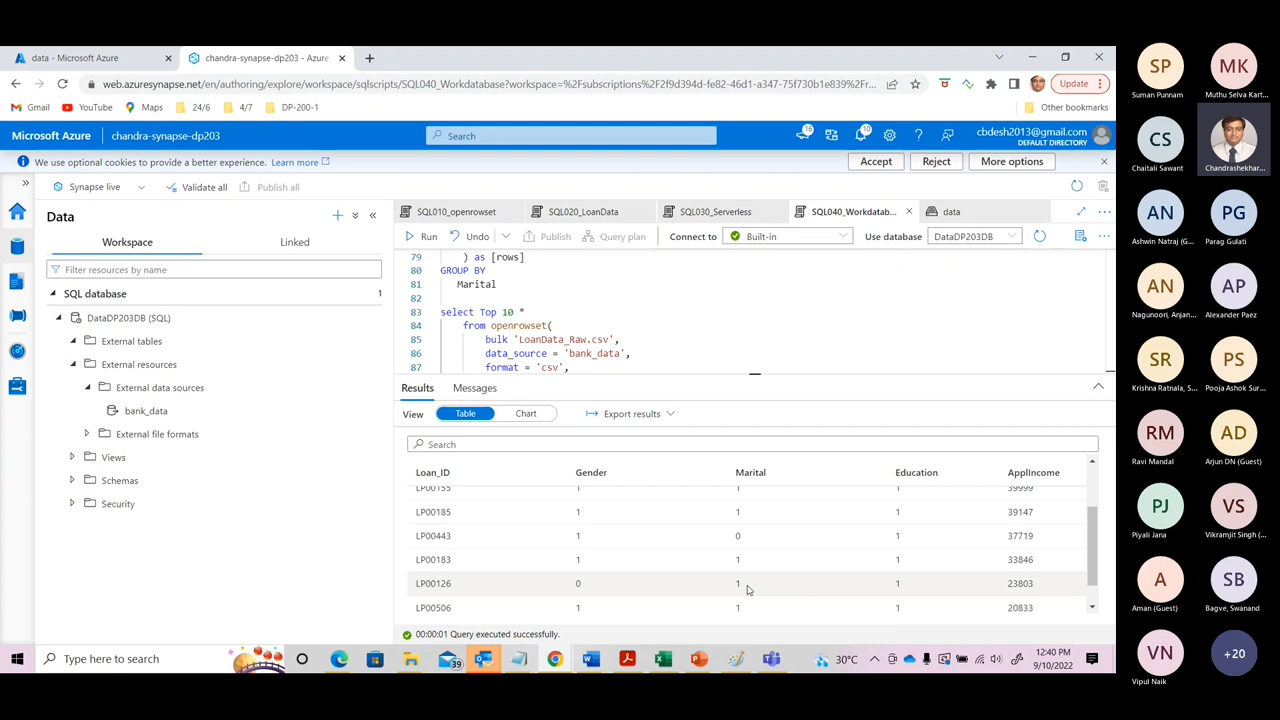 data - Microsoft Azure
chandra-synapse-dp203 - Azure
web.azuresynapse.net/en/authoring/explore/workspace/sqlscripts/SQL040_Workdatabase?workspace=%2Fsubscriptions%2F2f9d394d-fe82-46d1-a347-75f730b1e839%2Fr...
Update
Gmail
YouTube
Maps
24/6
4/7
DP-200-1
Other bookmarks
Microsoft Azure
chandra-synapse-dp203
Search
16
10
cbdesh2013@gmail.com
DEFAULT DIRECTORY
We use optional cookies to provide a better experience. Learn more
Accept
Reject
More options
Synapse live
Validate all
Publish all
Data
Workspace
Linked
Filter resources by name
SQL database
1
DataDP203DB (SQL)
External tables
External resources
External data sources
bank_data
External file formats
Views
Schemas
Security
SQL010_openrowset
SQL020_LoanData
SQL030_Serverless
SQL040_Workdatab...
data
Run
Undo
Publish
Query plan
Connect to
Built-in
Use database
DataDP203DB
79 ) as [rows]
80 GROUP BY
81 Marital
82
83 select Top 10 *
84 from openrowset(
85 bulk 'LoanData_Raw.csv',
86 data_source = 'bank_data',
87 format = 'csv',
Results
Messages
View
Table
Chart
Export results
Search
Loan_ID Gender Marital Education ApplIncome
LP00155 1 1 1 39999
LP00185 1 1 1 39147
LP00443 1 0 1 37719
LP00183 1 1 1 33846
LP00126 0 1 1 23803
LP00506 1 1 1 20833
00:00:01 Query executed successfully.
Type here to search
39
30°C
12:40 PM
9/10/2022
SP
Suman Punnam
MK
Muthu Selva Kart...
CS
Chaitali Sawant
Chandrashekhar...
AN
Ashwin Natraj (G...
PG
Parag Gulati
AN
Nagunoori, Anjan...
AP
Alexander Paez
SR
Krishna Ratnala, S...
PS
Pooja Ashok Sur...
RM
Ravi Mandal
AD
Arjun DN (Guest)
PJ
Piyali Jana
VS
Vikramjit Singh (...
A
Aman (Guest)
SB
Bagve, Swanand
VN
Vipul Naik
+20